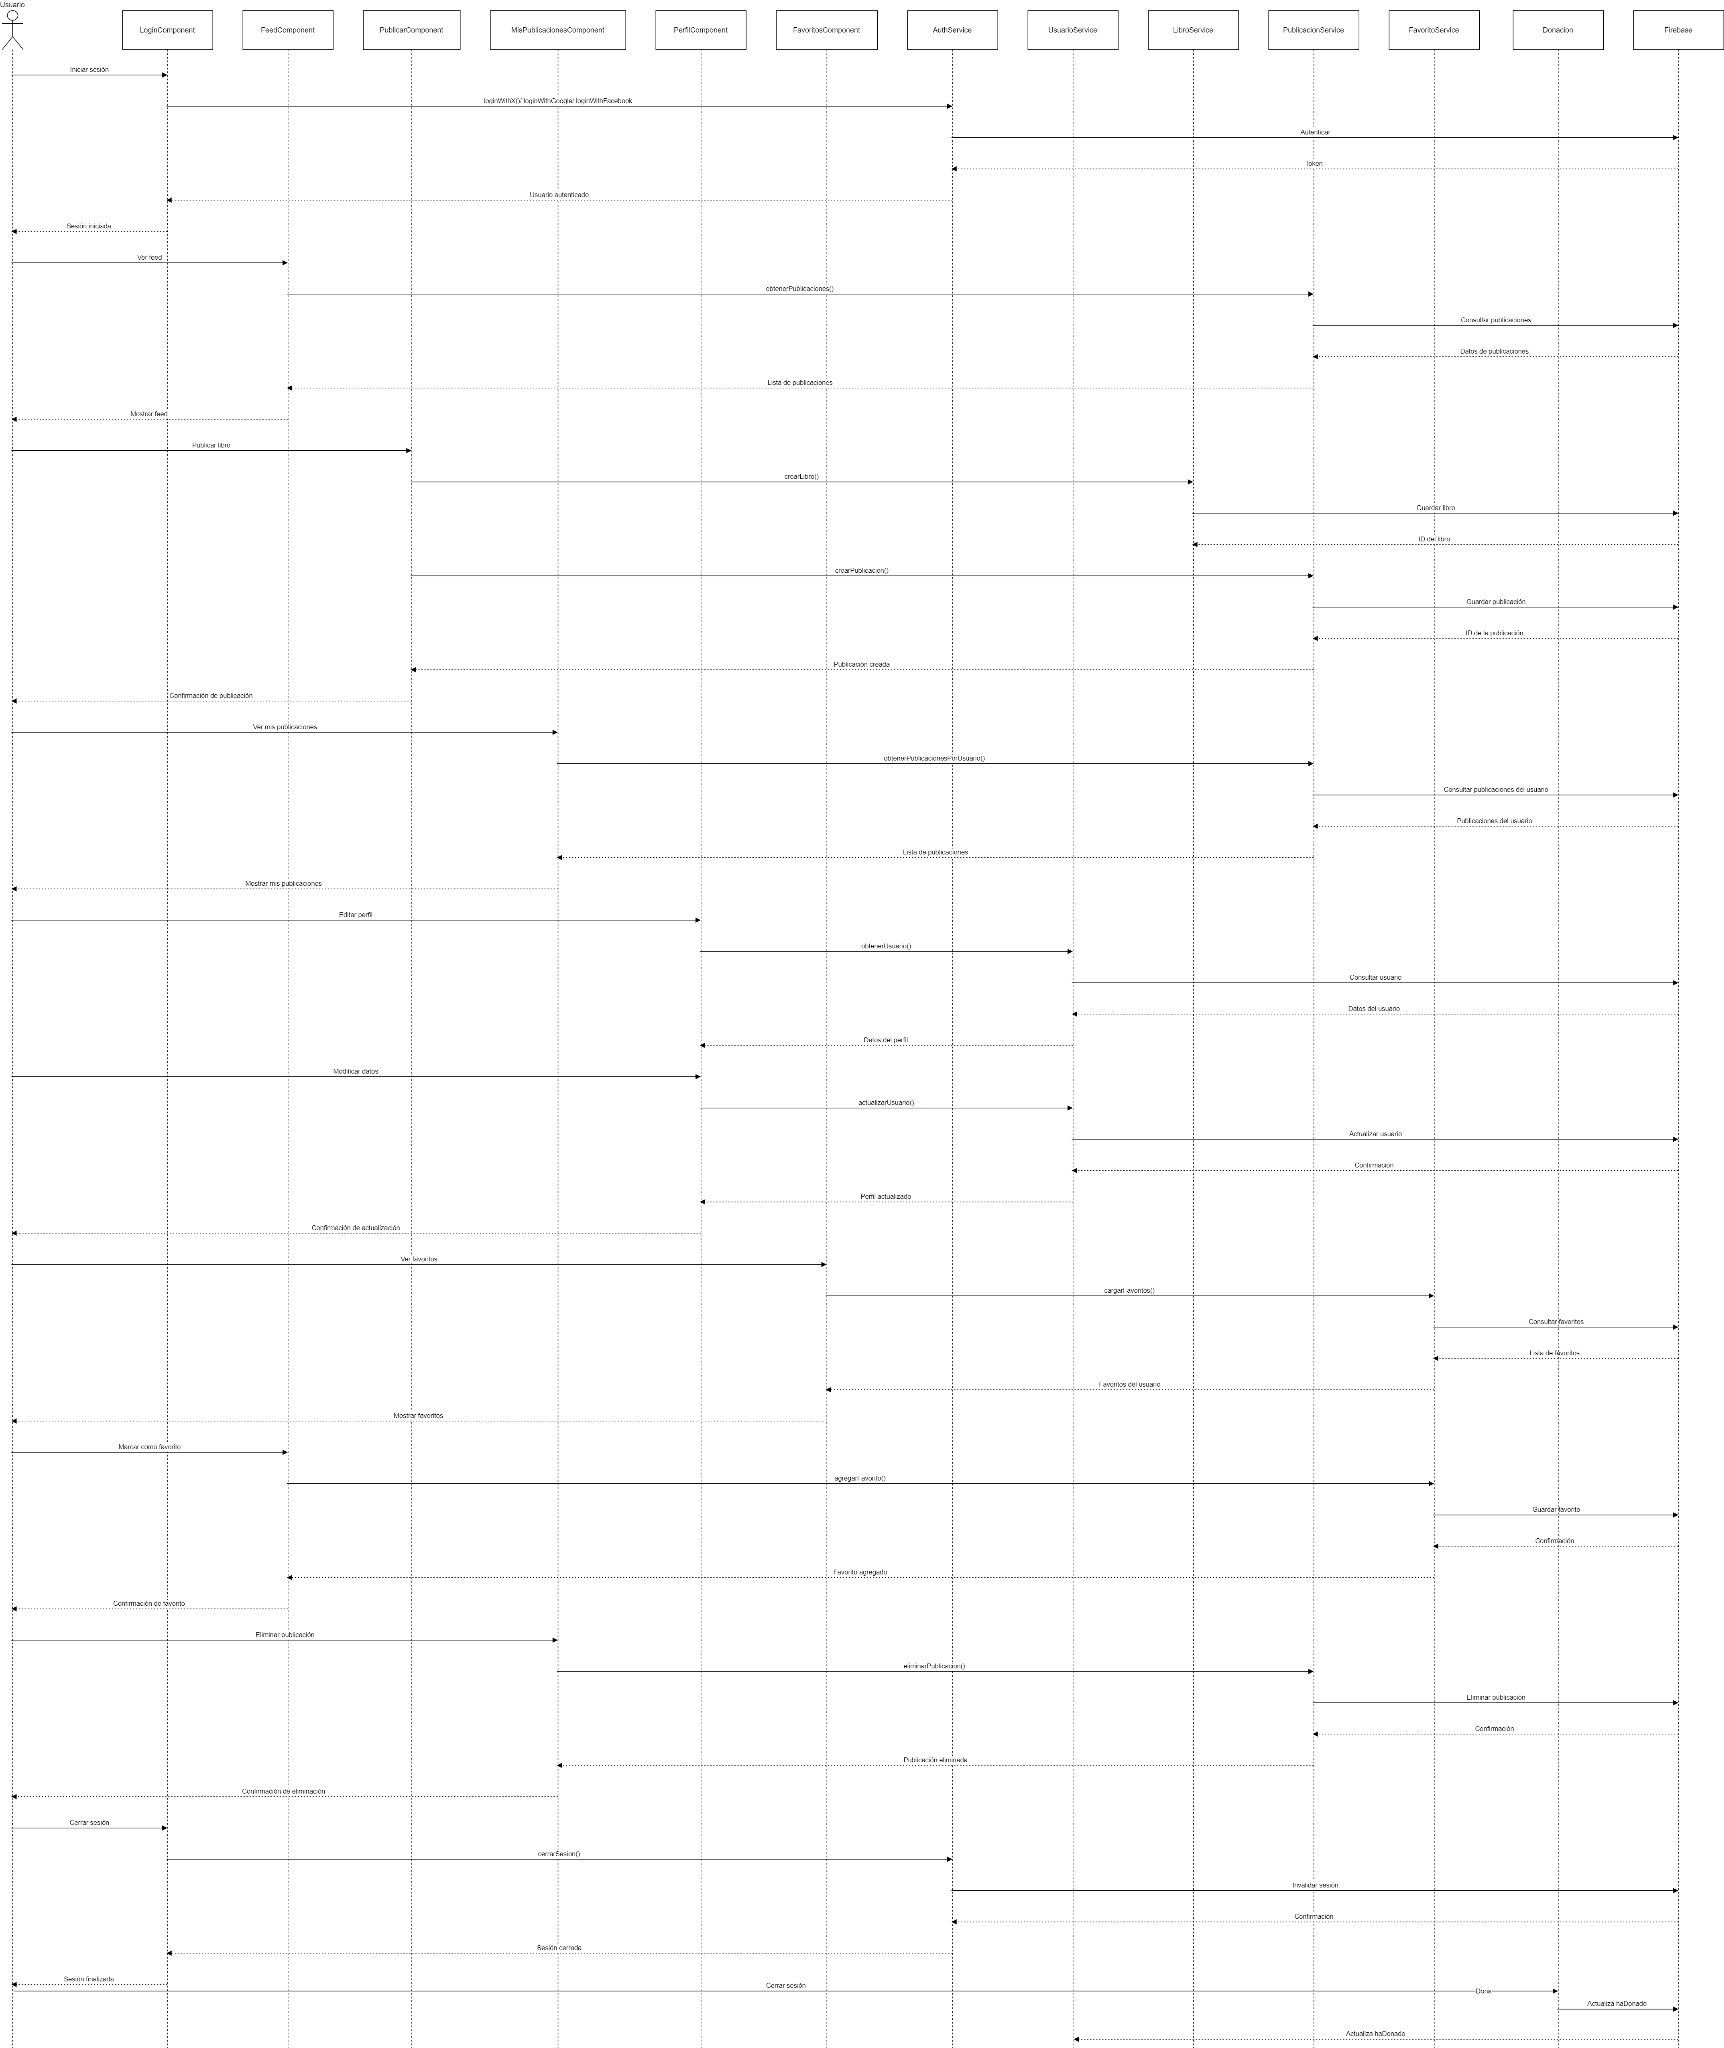 Usuario
LoginComponent
FeedComponent
PublicarComponent
MisPublicacionesComponent
PerfilComponent
FavoritosComponent
AuthService
UsuarioService
LibroService
PublicacionService
FavoritoService
Donacion
Firebase
Iniciar sesión
loginWithX()/ loginWithGoogle/ loginWithFacebook
Autenticar
Token
Usuario autenticado
Sesión iniciada
Ver feed
obtenerPublicaciones()
Consultar publicaciones
Datos de publicaciones
Lista de publicaciones
Mostrar feed
Publicar libro
crearLibro()
Guardar libro
ID del libro
crearPublicacion()
Guardar publicación
ID de la publicación
Publicación creada
Confirmación de publicación
Ver mis publicaciones
obtenerPublicacionesPorUsuario()
Consultar publicaciones del usuario
Publicaciones del usuario
Lista de publicaciones
Mostrar mis publicaciones
Editar perfil
obtenerUsuario()
Consultar usuario
Datos del usuario
Datos del perfil
Modificar datos
actualizarUsuario()
Actualizar usuario
Confirmación
Perfil actualizado
Confirmación de actualización
Ver favoritos
cargarFavoritos()
Consultar favoritos
Lista de favoritos
Favoritos del usuario
Mostrar favoritos
Marcar como favorito
agregarFavorito()
Guardar favorito
Confirmación
Favorito agregado
Confirmación de favorito
Eliminar publicación
eliminarPublicacion()
Eliminar publicación
Confirmación
Publicación eliminada
Confirmación de eliminación
Cerrar sesión
cerrarSesion()
Invalidar sesión
Confirmación
Sesión cerrada
Sesión finalizada
Cerrar sesión
Dona
Actualiza haDonado
Actualiza haDonado